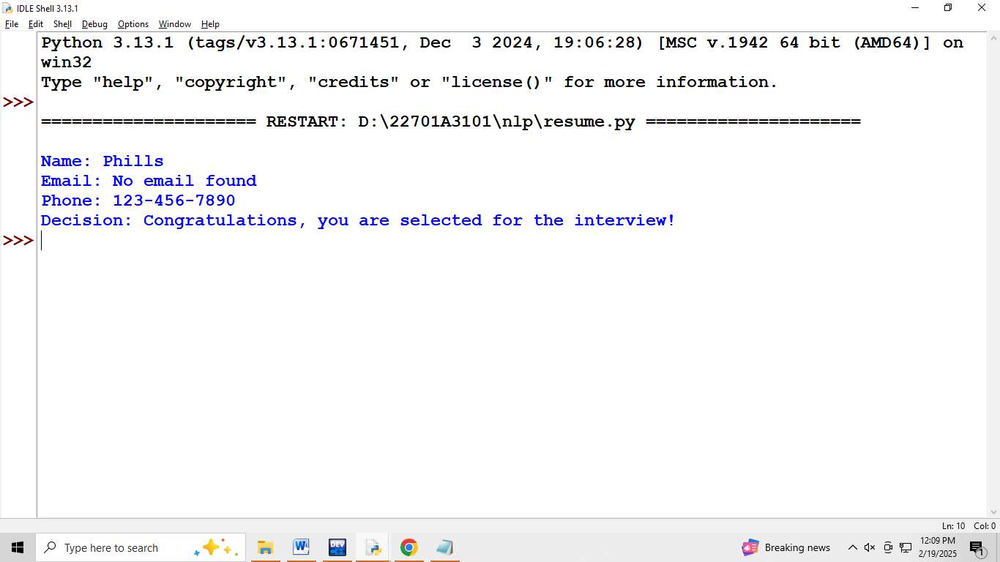 IDLE Shell 3.13.1
File Edit Shell Debug Options Window Help
Python 3.13.1 (tags/v3.13.1:0671451, Dec  3 2024, 19:06:28) [MSC v.1942 64 bit (AMD64)] on
win32
Type "help", "copyright", "credits" or "license()" for more information.
>>>
===================== RESTART: D:\22701A3101\nlp\resume.py =====================
Name: Phills
Email: No email found
Phone: 123-456-7890
Decision: Congratulations, you are selected for the interview!
>>>
Ln: 10 Col: 0
Type here to search
W
DEV
Breaking news
12:09 PM
2/19/2025
1